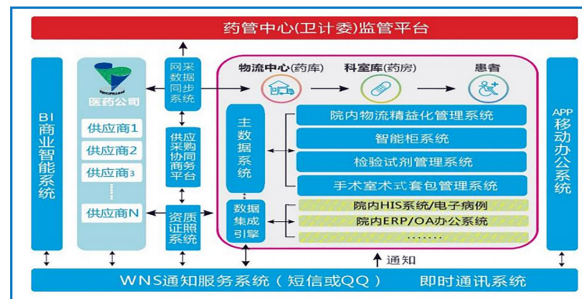 药管中心(卫计委)监管平台
BI商业智能系统
医药公司
供应商1
供应商2
供应商3
供应商N
网采数据同步系统
供应采购协同商务平台
资质证照系统
物流中心(药库)
科室库(药房)
患者
主数据系统
数据集成引擎
院内物流精益化管理系统
智能柜系统
检验试剂管理系统
手术室术式套包管理系统
院内HIS系统/电子病例
院内ERP/OA办公系统
.......
通知
APP移动办公系统
WNS通知服务系统（短信或QQ） 即时通讯系统